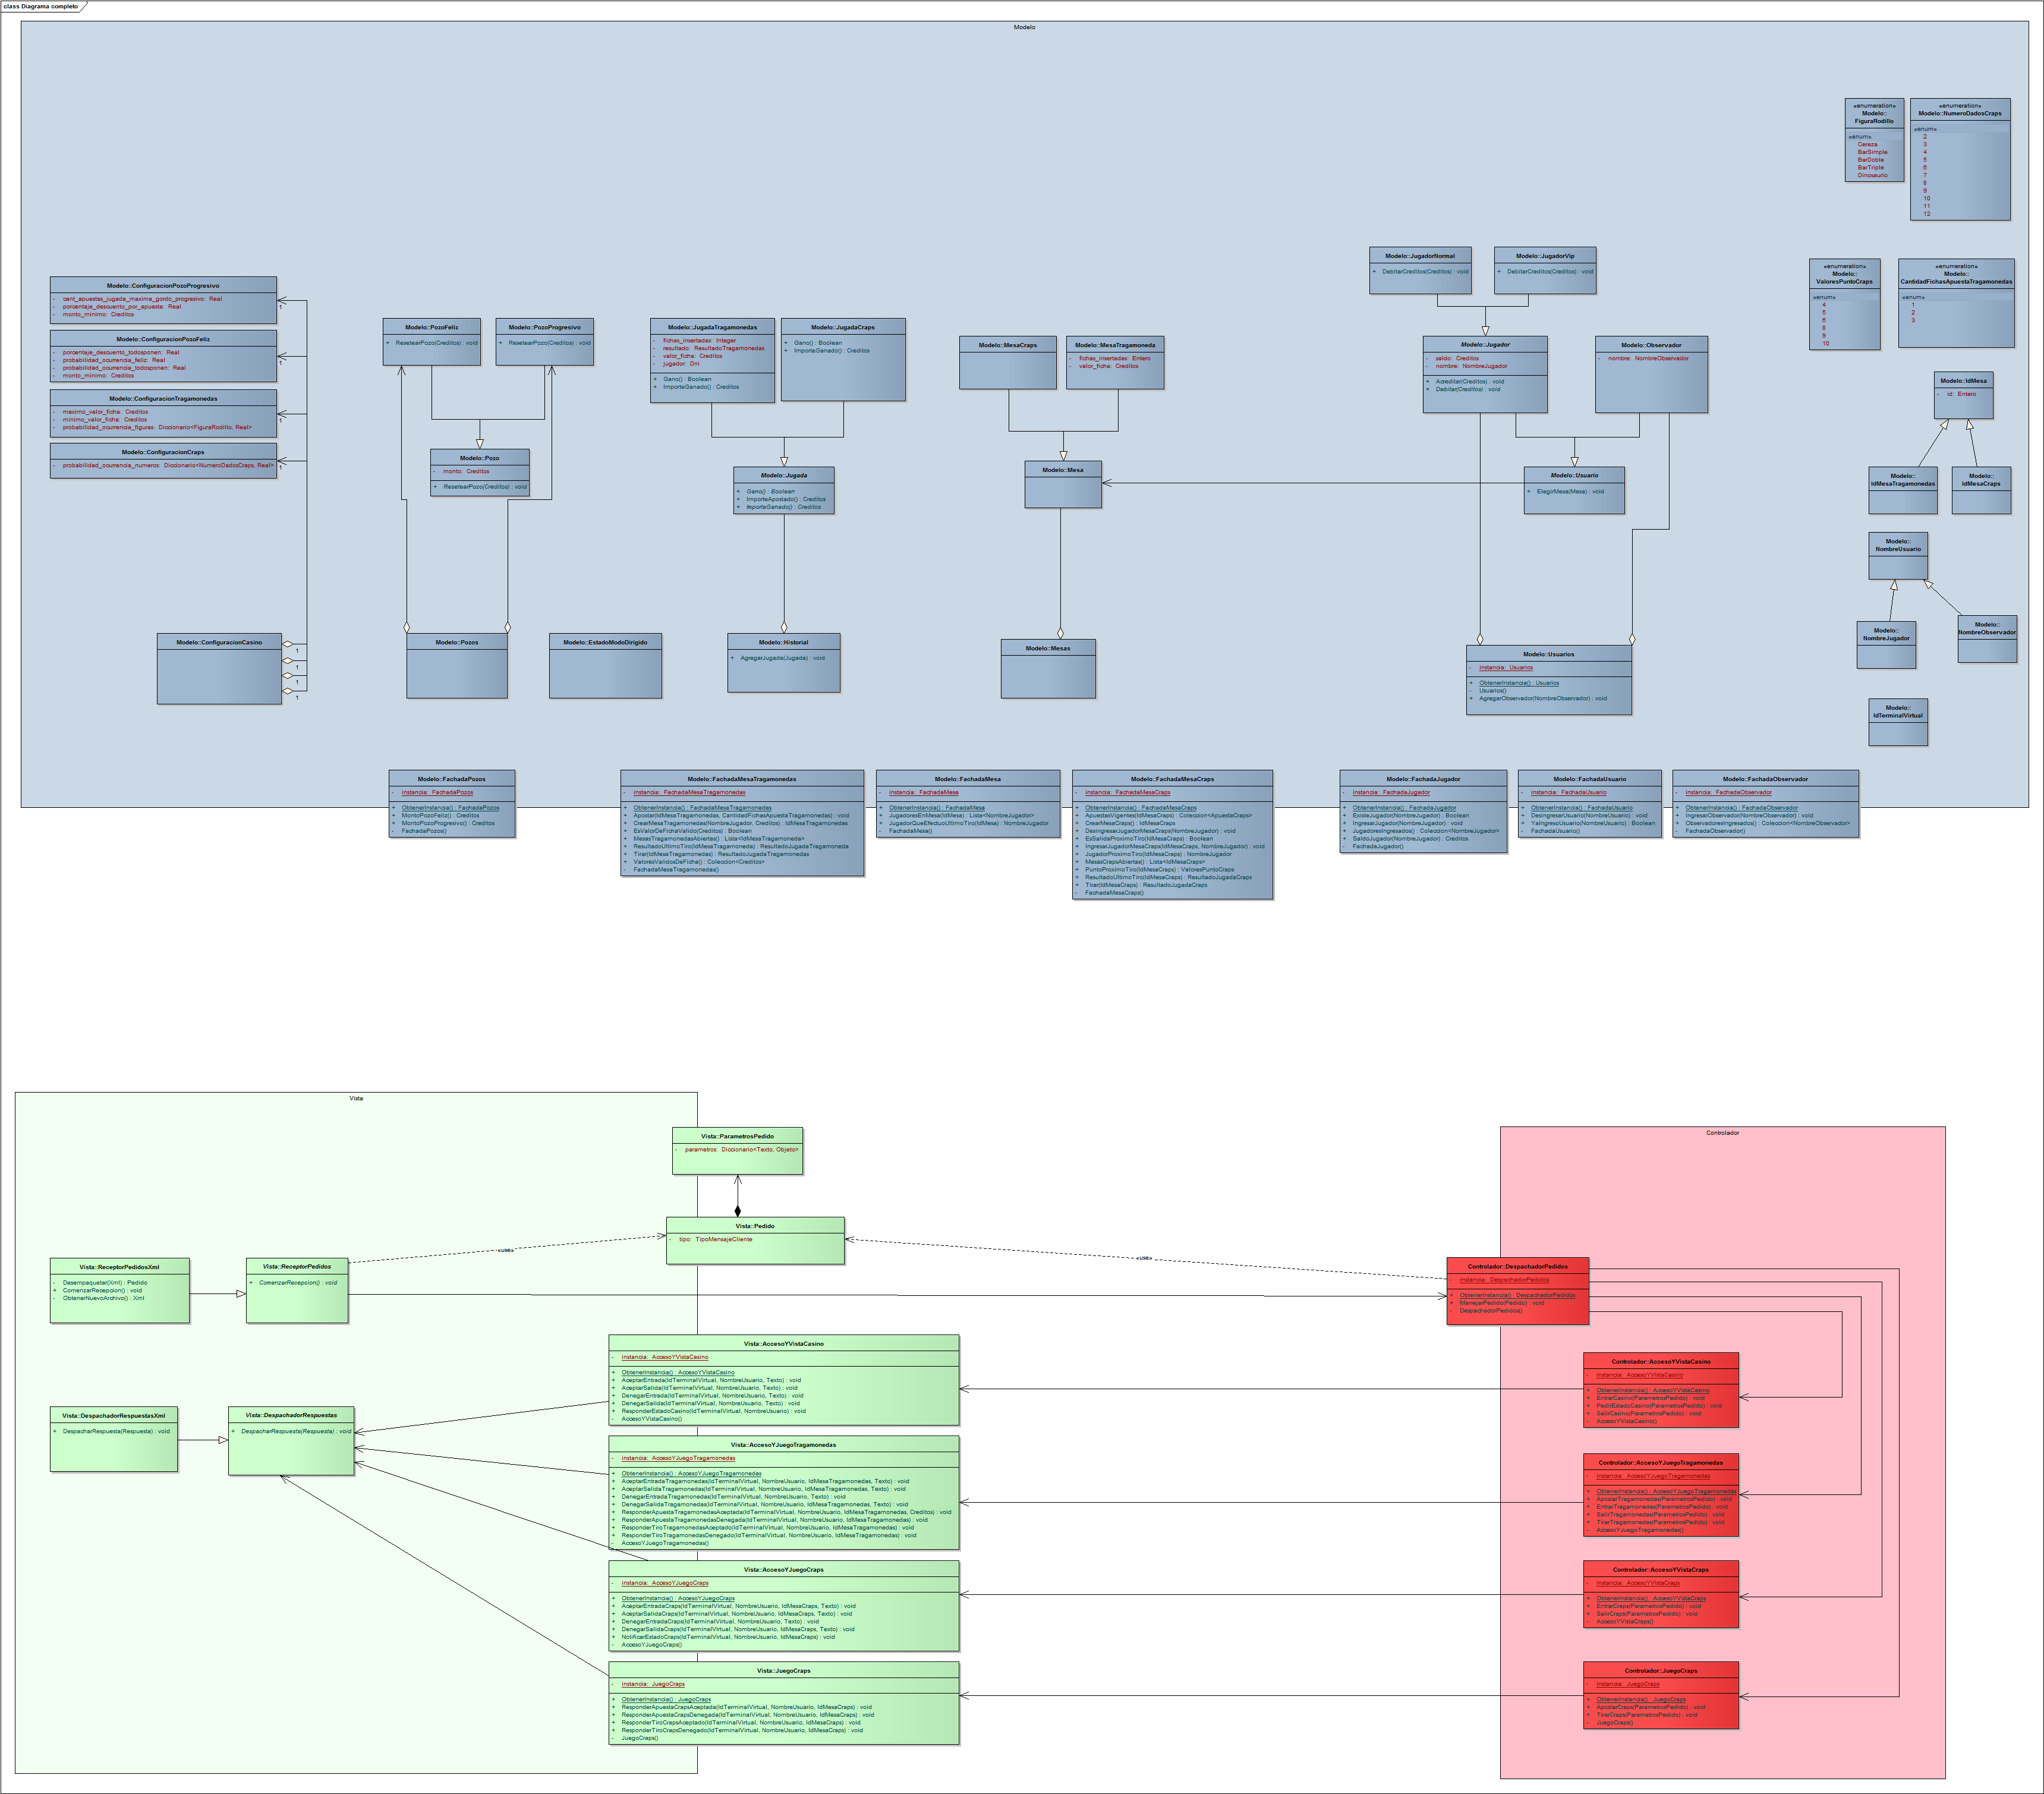 class Diagrama completo
Modelo
«enumeration»
Modelo::
FiguraRodillo
«enum»
Cereza
BarSimple
BarDoble
BarTriple
Dinosaurio
«enumeration»
Modelo::NumeroDadosCraps
«enum»
2
3
4
5
6
7
8
9
10
11
12
Modelo::JugadorNormal
+ DebitarCreditos(Creditos) : void
Modelo::JugadorVip
+ DebitarCreditos(Creditos) : void
«enumeration»
Modelo::
ValoresPuntoCraps
«enum»
4
5
6
8
9
10
«enumeration»
Modelo::
CantidadFichasApuestaTragamonedas
«enum»
1
2
3
Modelo::ConfiguracionPozoProgresivo
- cant_apuestas_jugada_maxima_gordo_progresivo: Real
- porcentaje_descuento_por_apuesta: Real
- monto_minimo: Creditos
1
Modelo::ConfiguracionPozoFeliz
- porcentaje_descuento_todosponen: Real
- probabilidad_ocurrencia_feliz: Real
- probabilidad_ocurrencia_todosponen: Real
- monto_minimo: Creditos
1
Modelo::ConfiguracionTragamonedas
- maximo_valor_ficha: Creditos
- minimo_valor_ficha: Creditos
- probabilidad_ocurrencia_figuras: Diccionario<FiguraRodillo, Real>
1
Modelo::ConfiguracionCraps
- probabilidad_ocurrencia_numeros: Diccionario<NumeroDadosCraps, Real>
1
Modelo::PozoFeliz
+ ResetearPozo(Creditos) : void
Modelo::PozoProgresivo
+ ResetearPozo(Creditos) : void
Modelo::JugadaTragamonedas
- fichas_insertadas: Integer
- resultado: ResultadoTragamonedas
- valor_ficha: Creditos
- jugador: Dni
+ Gano() : Boolean
+ ImporteGanado() : Creditos
Modelo::JugadaCraps
+ Gano() : Boolean
+ ImporteGanado() : Creditos
Modelo::MesaCraps
Modelo::MesaTragamoneda
- fichas_insertadas: Entero
- valor_ficha: Creditos
Modelo::Jugador
- saldo: Creditos
- nombre: NombreJugador
+ Acreditar(Creditos) : void
+ Debitar(Creditos) : void
Modelo::Observador
- nombre: NombreObservador
Modelo::IdMesa
- id: Entero
Modelo::Pozo
- monto: Creditos
+ ResetearPozo(Creditos) : void
Modelo::Jugada
+ Gano() : Boolean
+ ImporteApostado() : Creditos
+ ImporteGanado() : Creditos
Modelo::Mesa
Modelo::Usuario
+ ElegirMesa(Mesa) : void
Modelo::
IdMesaTragamonedas
Modelo::
IdMesaCraps
Modelo::
NombreUsuario
Modelo::
NombreJugador
Modelo::
NombreObservador
Modelo::ConfiguracionCasino
1
1
1
1
Modelo::Pozos
Modelo::EstadoModoDirigido
Modelo::Historial
+ AgregarJugada(Jugada) : void
Modelo::Mesas
Modelo::Usuarios
- instancia: Usuarios
+ ObtenerInstancia() : Usuarios
- Usuarios()
+ AgregarObservador(NombreObservador) : void
Modelo::
IdTerminalVirtual
Modelo::FachadaPozos
- instancia: FachadaPozos
+ ObtenerInstancia() : FachadaPozos
+ MontoPozoFeliz() : Creditos
+ MontoPozoProgresivo() : Creditos
- FachadaPozos()
Modelo::FachadaMesaTragamonedas
- instancia: FachadaMesaTragamonedas
+ ObtenerInstancia() : FachadaMesaTragamonedas
+ Apostar(IdMesaTragamonedas, CantidadFichasApuestaTragamonedas) : void
+ CrearMesaTragamonedas(NombreJugador, Creditos) : IdMesaTragamonedas
+ EsValorDeFichaValido(Creditos) : Boolean
+ MesasTragamonedasAbiertas() : Lista<IdMesaTragamoneda>
+ ResultadoUltimoTiro(IdMesaTragamoneda) : ResultadoJugadaTragamoneda
+ Tirar(IdMesaTragamonedas) : ResultadoJugadaTragamonedas
+ ValoresValidosDeFicha() : Coleccion<Creditos>
- FachadaMesaTragamonedas()
Modelo::FachadaMesa
- instancia: FachadaMesa
+ ObtenerInstancia() : FachadaMesa
+ JugadoresEnMesa(IdMesa) : Lista<NombreJugador>
+ JugadorQueEfectuoUltimoTiro(IdMesa) : NombreJugador
- FachadaMesa()
Modelo::FachadaMesaCraps
- instancia: FachadaMesaCraps
+ ObtenerInstancia() : FachadaMesaCraps
+ ApuestasVigentes(IdMesaCraps) : Coleccion<ApuestaCraps>
+ CrearMesaCraps() : IdMesaCraps
+ DesingresarJugadorMesaCraps(NombreJugador) : void
+ EsSalidaProximoTiro(IdMesaCraps) : Boolean
+ IngresarJugadorMesaCraps(IdMesaCraps, NombreJugador) : void
+ JugadorProximoTiro(IdMesaCraps) : NombreJugador
+ MesasCrapsAbiertas() : Lista<IdMesaCraps>
+ PuntoProximoTiro(IdMesaCraps) : ValoresPuntoCraps
+ ResultadoUltimoTiro(IdMesaCraps) : ResultadoJugadaCraps
+ Tirar(IdMesaCraps) : ResultadoJugadaCraps
- FachadaMesaCraps()
Modelo::FachadaJugador
- instancia: FachadaJugador
+ ObtenerInstancia() : FachadaJugador
+ ExisteJugador(NombreJugador) : Boolean
+ IngresarJugador(NombreJugador) : void
+ JugadoresIngresados() : Coleccion<NombreJugador>
+ SaldoJugador(NombreJugador) : Creditos
- FachadaJugador()
Modelo::FachadaUsuario
- instancia: FachadaUsuario
+ ObtenerInstancia() : FachadaUsuario
+ DesingresarUsuario(NombreUsuario) : void
+ YaIngresoUsuario(NombreUsuario) : Boolean
- FachadaUsuario()
Modelo::FachadaObservador
- instancia: FachadaObservador
+ ObtenerInstancia() : FachadaObservador
+ IngresarObservador(NombreObservador) : void
+ ObservadoresIngresados() : Coleccion<NombreObservador>
- FachadaObservador()
Vista
Vista::ParametrosPedido
- parametros: Diccionario<Texto, Objeto>
Controlador
Vista::Pedido
- tipo: TipoMensajeCliente
«use»
«use»
Vista::ReceptorPedidosXml
- Desempaquetar(Xml) : Pedido
+ ComenzarRecepcion() : void
- ObtenerNuevoArchivo() : Xml
Vista::ReceptorPedidos
+ ComenzarRecepcion() : void
Controlador::DespachadorPedidos
- instancia: DespachadorPedidos
+ ObtenerInstancia() : DespachadorPedidos
+ ManejarPedido(Pedido) : void
- DespachadorPedidos()
Vista::AccesoYVistaCasino
- instancia: AccesoYVistaCasino
+ ObtenerInstancia() : AccesoYVistaCasino
+ AceptarEntrada(IdTerminalVirtual, NombreUsuario, Texto) : void
+ AceptarSalida(IdTerminalVirtual, NombreUsuario, Texto) : void
+ DenegarEntrada(IdTerminalVirtual, NombreUsuario, Texto) : void
+ DenegarSalida(IdTerminalVirtual, NombreUsuario, Texto) : void
+ ResponderEstadoCasino(IdTerminalVirtual, NombreUsuario) : void
- AccesoYVistaCasino()
Controlador::AccesoYVistaCasino
- instancia: AccesoYVistaCasino
+ ObtenerInstancia() : AccesoYVistaCasino
+ EntrarCasino(ParametrosPedido) : void
+ PedirEstadoCasino(ParametrosPedido) : void
+ SalirCasino(ParametrosPedido) : void
- AccesoYVistaCasino()
Vista::DespachadorRespuestasXml
+ DespacharRespuesta(Respuesta) : void
Vista::DespachadorRespuestas
+ DespacharRespuesta(Respuesta) : void
Vista::AccesoYJuegoTragamonedas
- instancia: AccesoYJuegoTragamonedas
+ ObtenerInstancia() : AccesoYJuegoTragamonedas
+ AceptarEntradaTragamonedas(IdTerminalVirtual, NombreUsuario, IdMesaTragamonedas, Texto) : void
+ AceptarSalidaTragamonedas(IdTerminalVirtual, NombreUsuario, IdMesaTragamonedas, Texto) : void
+ DenegarEntradaTragamonedas(IdTerminalVirtual, NombreUsuario, Texto) : void
+ DenegarSalidaTragamonedas(IdTerminalVirtual, NombreUsuario, IdMesaTragamonedas, Texto) : void
+ ResponderApuestaTragamonedasAceptada(IdTerminalVirtual, NombreUsuario, IdMesaTragamonedas, Creditos) : void
+ ResponderApuestaTragamonedasDenegada(IdTerminalVirtual, NombreUsuario, IdMesaTragamonedas) : void
+ ResponderTiroTragamonedasAceptado(IdTerminalVirtual, NombreUsuario, IdMesaTragamonedas) : void
+ ResponderTiroTragamonedasDenegado(IdTerminalVirtual, NombreUsuario, IdMesaTragamonedas) : void
- AccesoYJuegoTragamonedas()
Controlador::AccesoYJuegoTragamonedas
- instancia: AccesoYJuegoTragamonedas
+ ObtenerInstancia() : AccesoYJuegoTragamonedas
+ ApostarTragamonedas(ParametrosPedido) : void
+ EntrarTragamonedas(ParametrosPedido) : void
+ SalirTragamonedas(ParametrosPedido) : void
+ TirarTragamonedas(ParametrosPedido) : void
- AccesoYJuegoTragamonedas()
Vista::AccesoYJuegoCraps
- instancia: AccesoYJuegoCraps
+ ObtenerInstancia() : AccesoYJuegoCraps
+ AceptarEntradaCraps(IdTerminalVirtual, NombreUsuario, IdMesaCraps, Texto) : void
+ AceptarSalidaCraps(IdTerminalVirtual, NombreUsuario, IdMesaCraps, Texto) : void
+ DenegarEntradaCraps(IdTerminalVirtual, NombreUsuario, Texto) : void
+ DenegarSalidaCraps(IdTerminalVirtual, NombreUsuario, IdMesaCraps, Texto) : void
+ NotificarEstadoCraps(IdTerminalVirtual, NombreUsuario, IdMesaCraps) : void
- AccesoYJuegoCraps()
Controlador::AccesoYVistaCraps
- instancia: AccesoYVistaCraps
+ ObtenerInstancia() : AccesoYVistaCraps
+ EntrarCraps(ParametrosPedido) : void
+ SalirCraps(ParametrosPedido) : void
- AccesoYVistaCraps()
Vista::JuegoCraps
- instancia: JuegoCraps
+ ObtenerInstancia() : JuegoCraps
+ ResponderApuestaCrapsAceptada(IdTerminalVirtual, NombreUsuario, IdMesaCraps) : void
+ ResponderApuestaCrapsDenegada(IdTerminalVirtual, NombreUsuario, IdMesaCraps) : void
+ ResponderTiroCrapsAceptado(IdTerminalVirtual, NombreUsuario, IdMesaCraps) : void
+ ResponderTiroCrapsDenegado(IdTerminalVirtual, NombreUsuario, IdMesaCraps) : void
- JuegoCraps()
Controlador::JuegoCraps
- instancia: JuegoCraps
+ ObtenerInstancia() : JuegoCraps
+ ApostarCraps(ParametrosPedido) : void
+ TirarCraps(ParametrosPedido) : void
- JuegoCraps()